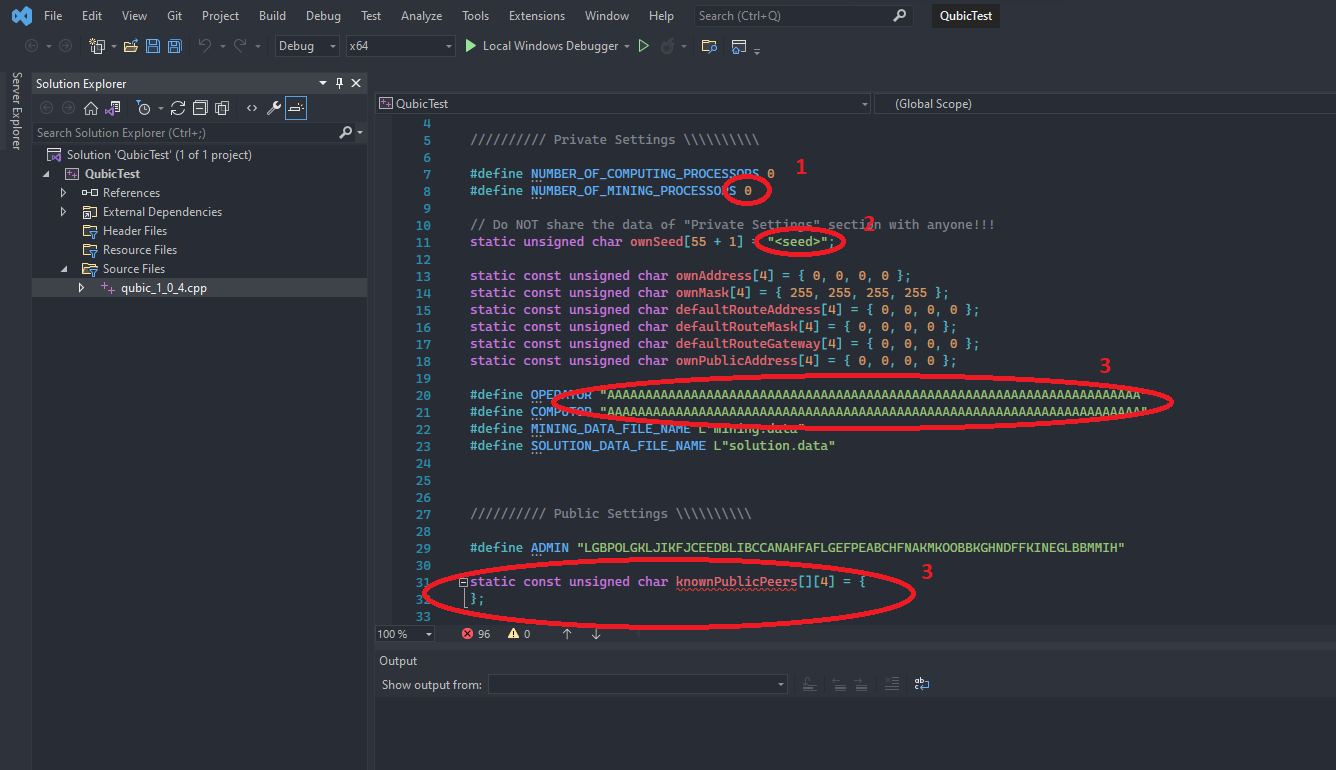 File Edit View Git Project Build Debug Test Analyze Tools Extensions Window Help Search (Ctrl+Q) QubicTest
Debug x64 Local Windows Debugger
Server Explorer
Solution Explorer
Search Solution Explorer (Ctrl+;)
Solution 'QubicTest' (1 of 1 project)
QubicTest
References
External Dependencies
Header Files
Resource Files
Source Files
qubic_1_0_4.cpp
QubicTest (Global Scope)
4
5 ////////// Private Settings \\\\\\\\\\
6
7 #define NUMBER_OF_COMPUTING_PROCESSORS 0
1
8 #define NUMBER_OF_MINING_PROCESSORS 0
9
10 // Do NOT share the data of "Private Settings" section with anyone!!!
2
11 static unsigned char ownSeed[55 + 1] = "<seed>";
12
13 static const unsigned char ownAddress[4] = { 0, 0, 0, 0 };
14 static const unsigned char ownMask[4] = { 255, 255, 255, 255 };
15 static const unsigned char defaultRouteAddress[4] = { 0, 0, 0, 0 };
16 static const unsigned char defaultRouteMask[4] = { 0, 0, 0, 0 };
17 static const unsigned char defaultRouteGateway[4] = { 0, 0, 0, 0 };
18 static const unsigned char ownPublicAddress[4] = { 0, 0, 0, 0 };
19
3
20 #define OPERATOR "AAAAAAAAAAAAAAAAAAAAAAAAAAAAAAAAAAAAAAAAAAAAAAAAAAAAAAAAAAAAAAAAAAAAAA"
21 #define COMPUTOR "AAAAAAAAAAAAAAAAAAAAAAAAAAAAAAAAAAAAAAAAAAAAAAAAAAAAAAAAAAAAAAAAAAAAAA"
22 #define MINING_DATA_FILE_NAME L"mining.data"
23 #define SOLUTION_DATA_FILE_NAME L"solution.data"
24
25
26
27 ////////// Public Settings \\\\\\\\\\
28
29 #define ADMIN "LGBPOLGKLJIKFJCEEDBLIBCCANAHFAFLGEFPEABCHFNAKMKOOBBKGHNDFFKINEGLBBMMIH"
30
31 static const unsigned char knownPublicPeers[][4] = {
3
32 };
33
100 % 96 0
Output
Show output from: